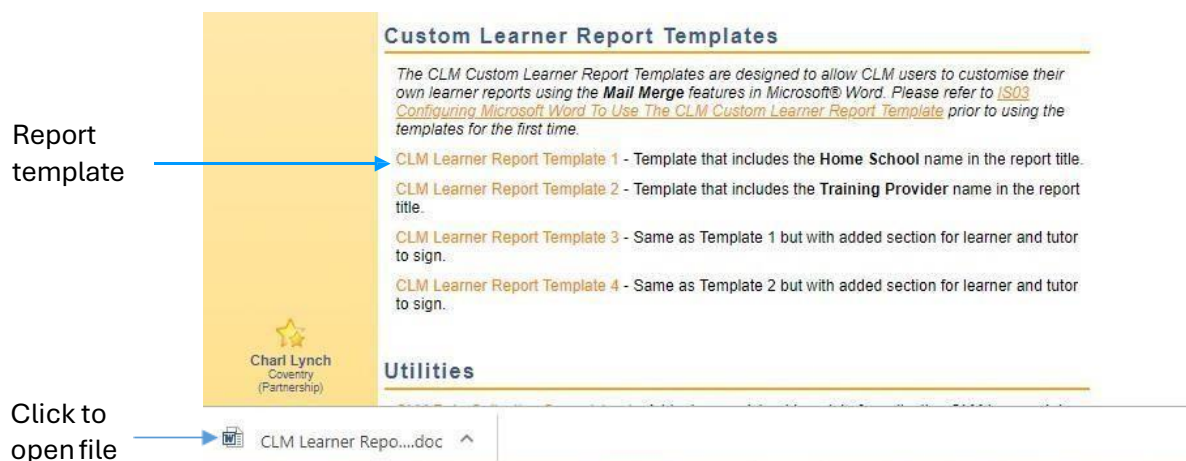 Custom Learner Report Templates
The CLM Custom Learner Report Templates are designed to allow CLM users to customise their
own learner reports using the Mail Merge features in Microsoft® Word. Please refer to IS03
Configuring Microsoft Word To Use The CLM Custom Learner Report Template prior to using the
templates for the first time.
Report
template
CLM Learner Report Template 1 - Template that includes the Home School name in the report title.
CLM Learner Report Template 2 - Template that includes the Training Provider name in the report
title.
CLM Learner Report Template 3 - Same as Template 1 but with added section for learner and tutor
to sign.
CLM Learner Report Template 4 - Same as Template 2 but with added section for learner and tutor
to sign.
Charl Lynch
Coventry
(Partnership)
Utilities
Click to
open file
CLM Learner Repo....doc